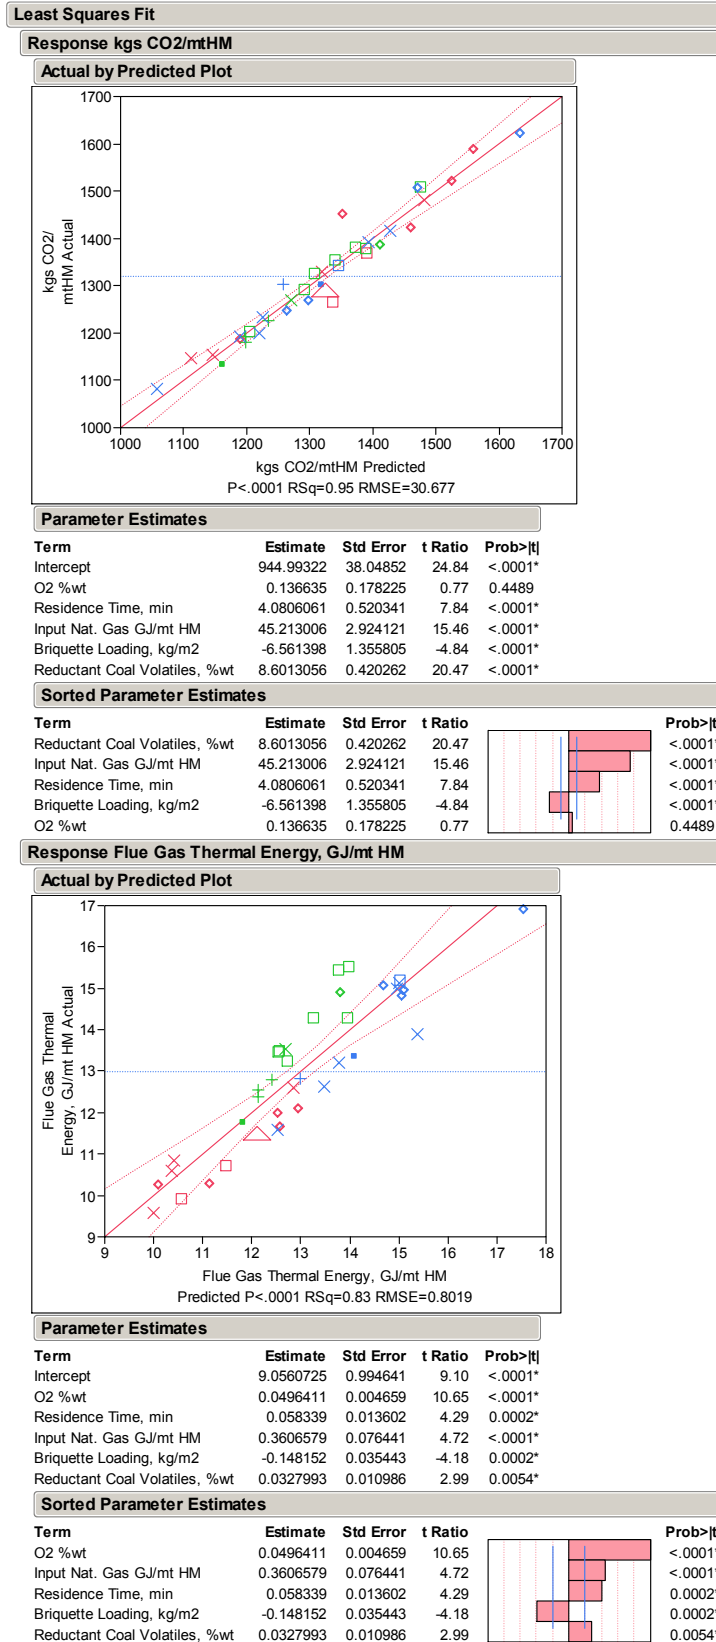 Least Squares Fit
Response kgs CO2/mtHM
Actual by Predicted Plot
1700
1600
1500
1400
1300
1200
1100
1000
kgs CO2/
mtHM Actual
1000 1100 1200 1300 1400 1500 1600 1700
kgs CO2/mtHM Predicted
P<.0001 RSq=0.95 RMSE=30.677
Parameter Estimates
Term Estimate Std Error t Ratio Prob>|t|
Intercept 944.99322 38.04852 24.84 <.0001*
O2 %wt 0.136635 0.178225 0.77 0.4489
Residence Time, min 4.0806061 0.520341 7.84 <.0001*
Input Nat. Gas GJ/mt HM 45.213006 2.924121 15.46 <.0001*
Briquette Loading, kg/m2 -6.561398 1.355805 -4.84 <.0001*
Reductant Coal Volatiles, %wt 8.6013056 0.420262 20.47 <.0001*
Sorted Parameter Estimates
Term Estimate Std Error t Ratio Prob>|t
Reductant Coal Volatiles, %wt 8.6013056 0.420262 20.47 <.0001*
Input Nat. Gas GJ/mt HM 45.213006 2.924121 15.46 <.0001*
Residence Time, min 4.0806061 0.520341 7.84 <.0001*
Briquette Loading, kg/m2 -6.561398 1.355805 -4.84 <.0001*
O2 %wt 0.136635 0.178225 0.77 0.4489
Response Flue Gas Thermal Energy, GJ/mt HM
Actual by Predicted Plot
17
16
15
14
13
12
11
10
9
Flue Gas Thermal
Energy, GJ/mt HM Actual
9 10 11 12 13 14 15 16 17 18
Flue Gas Thermal Energy, GJ/mt HM
Predicted P<.0001 RSq=0.83 RMSE=0.8019
Parameter Estimates
Term Estimate Std Error t Ratio Prob>|t|
Intercept 9.0560725 0.994641 9.10 <.0001*
O2 %wt 0.0496411 0.004659 10.65 <.0001*
Residence Time, min 0.058339 0.013602 4.29 0.0002*
Input Nat. Gas GJ/mt HM 0.3606579 0.076441 4.72 <.0001*
Briquette Loading, kg/m2 -0.148152 0.035443 -4.18 0.0002*
Reductant Coal Volatiles, %wt 0.0327993 0.010986 2.99 0.0054*
Sorted Parameter Estimates
Term Estimate Std Error t Ratio Prob>|t
O2 %wt 0.0496411 0.004659 10.65 <.0001*
Input Nat. Gas GJ/mt HM 0.3606579 0.076441 4.72 <.0001*
Residence Time, min 0.058339 0.013602 4.29 0.0002*
Briquette Loading, kg/m2 -0.148152 0.035443 -4.18 0.0002*
Reductant Coal Volatiles, %wt 0.0327993 0.010986 2.99 0.0054*